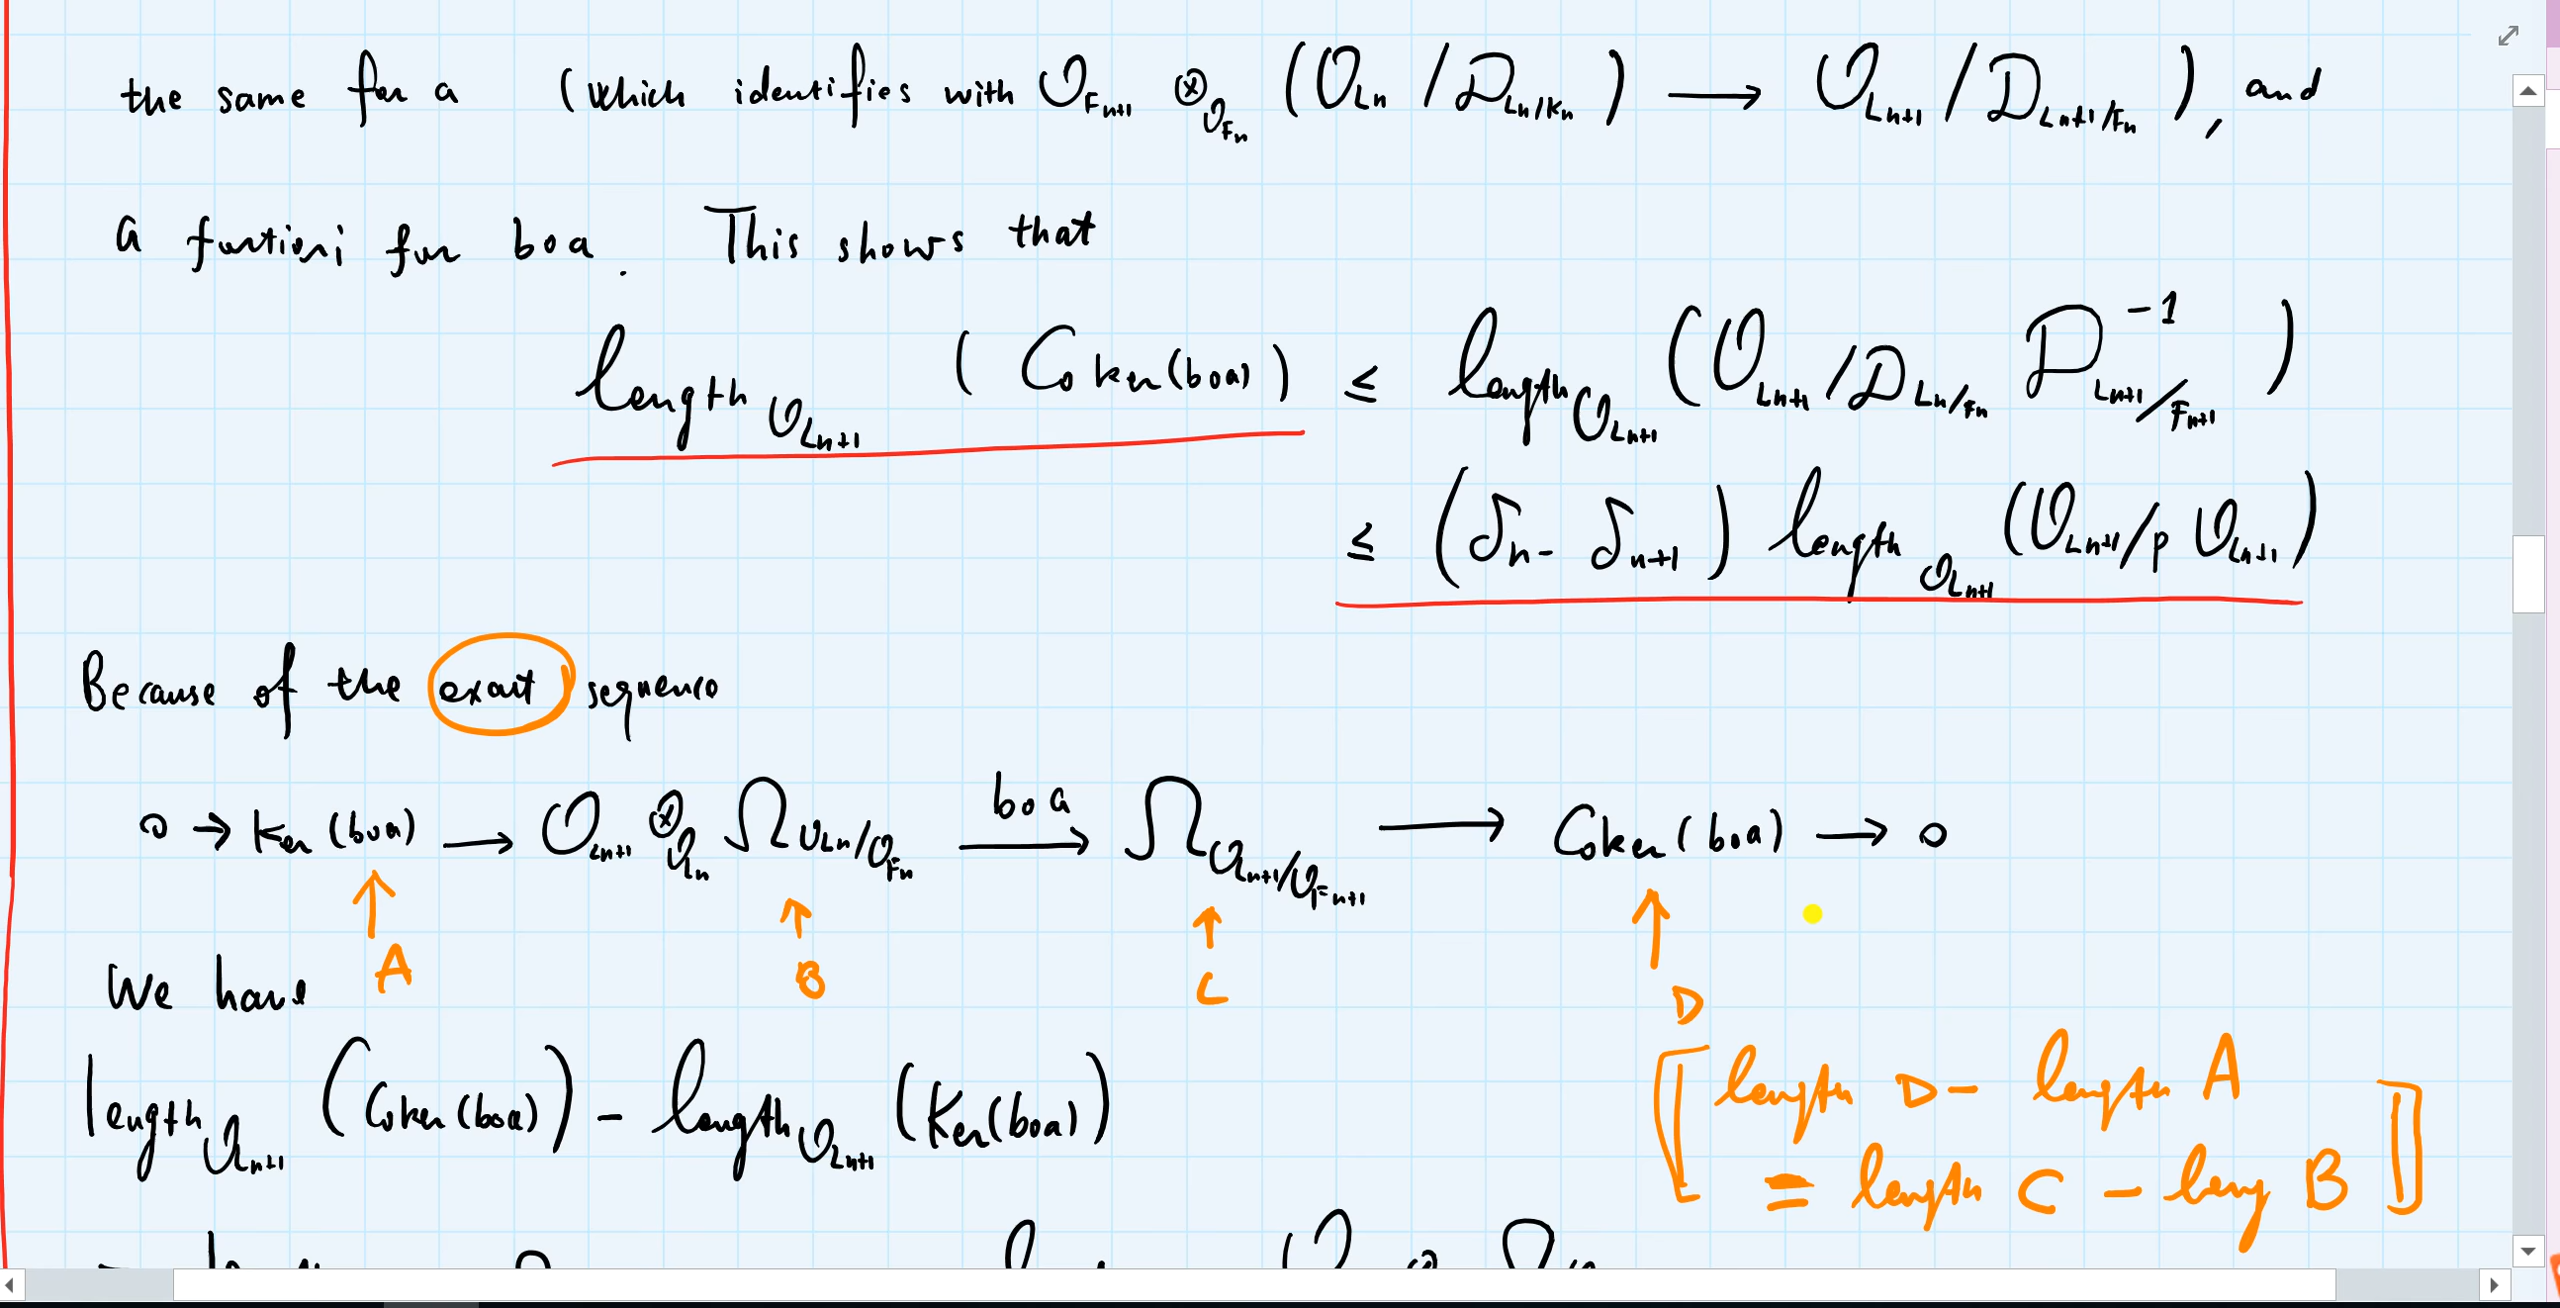 the same for a (which identifies with O_{F_{n+1}} ⊗_{O_{F_n}} (O_{L_n} / D_{L_n/K_n}) ⟶ O_{L_{n+1}} / D_{L_{n+1}/F_n}), and
a fortiori for b∘a. This shows that
length_{O_{L_{n+1}}} (Coker(b∘a)) ≤ length_{O_{L_{n+1}}} (O_{L_{n+1}} / D_{L_n/F_n} D^{-1}_{L_{n+1}/F_{n+1}})
≤ (δ_n - δ_{n+1}) length_{O_{L_{n+1}}} (O_{L_{n+1}} / p O_{L_{n+1}})
Because of the exact sequence
0 → Ker(b∘a) ⟶ O_{L_{n+1}} ⊗_{O_{L_n}} Ω_{O_{L_n}/O_{F_n}} ⟶^{b∘a} Ω_{O_{L_{n+1}}/O_{F_{n+1}}} ⟶ Coker(b∘a) ⟶ 0
↑ ↑ ↑ ↑
A B C D
We have
length_{O_{L_{n+1}}} (Coker(b∘a)) - length_{O_{L_{n+1}}} (Ker(b∘a))
[length D - length A
= length C - leng B]